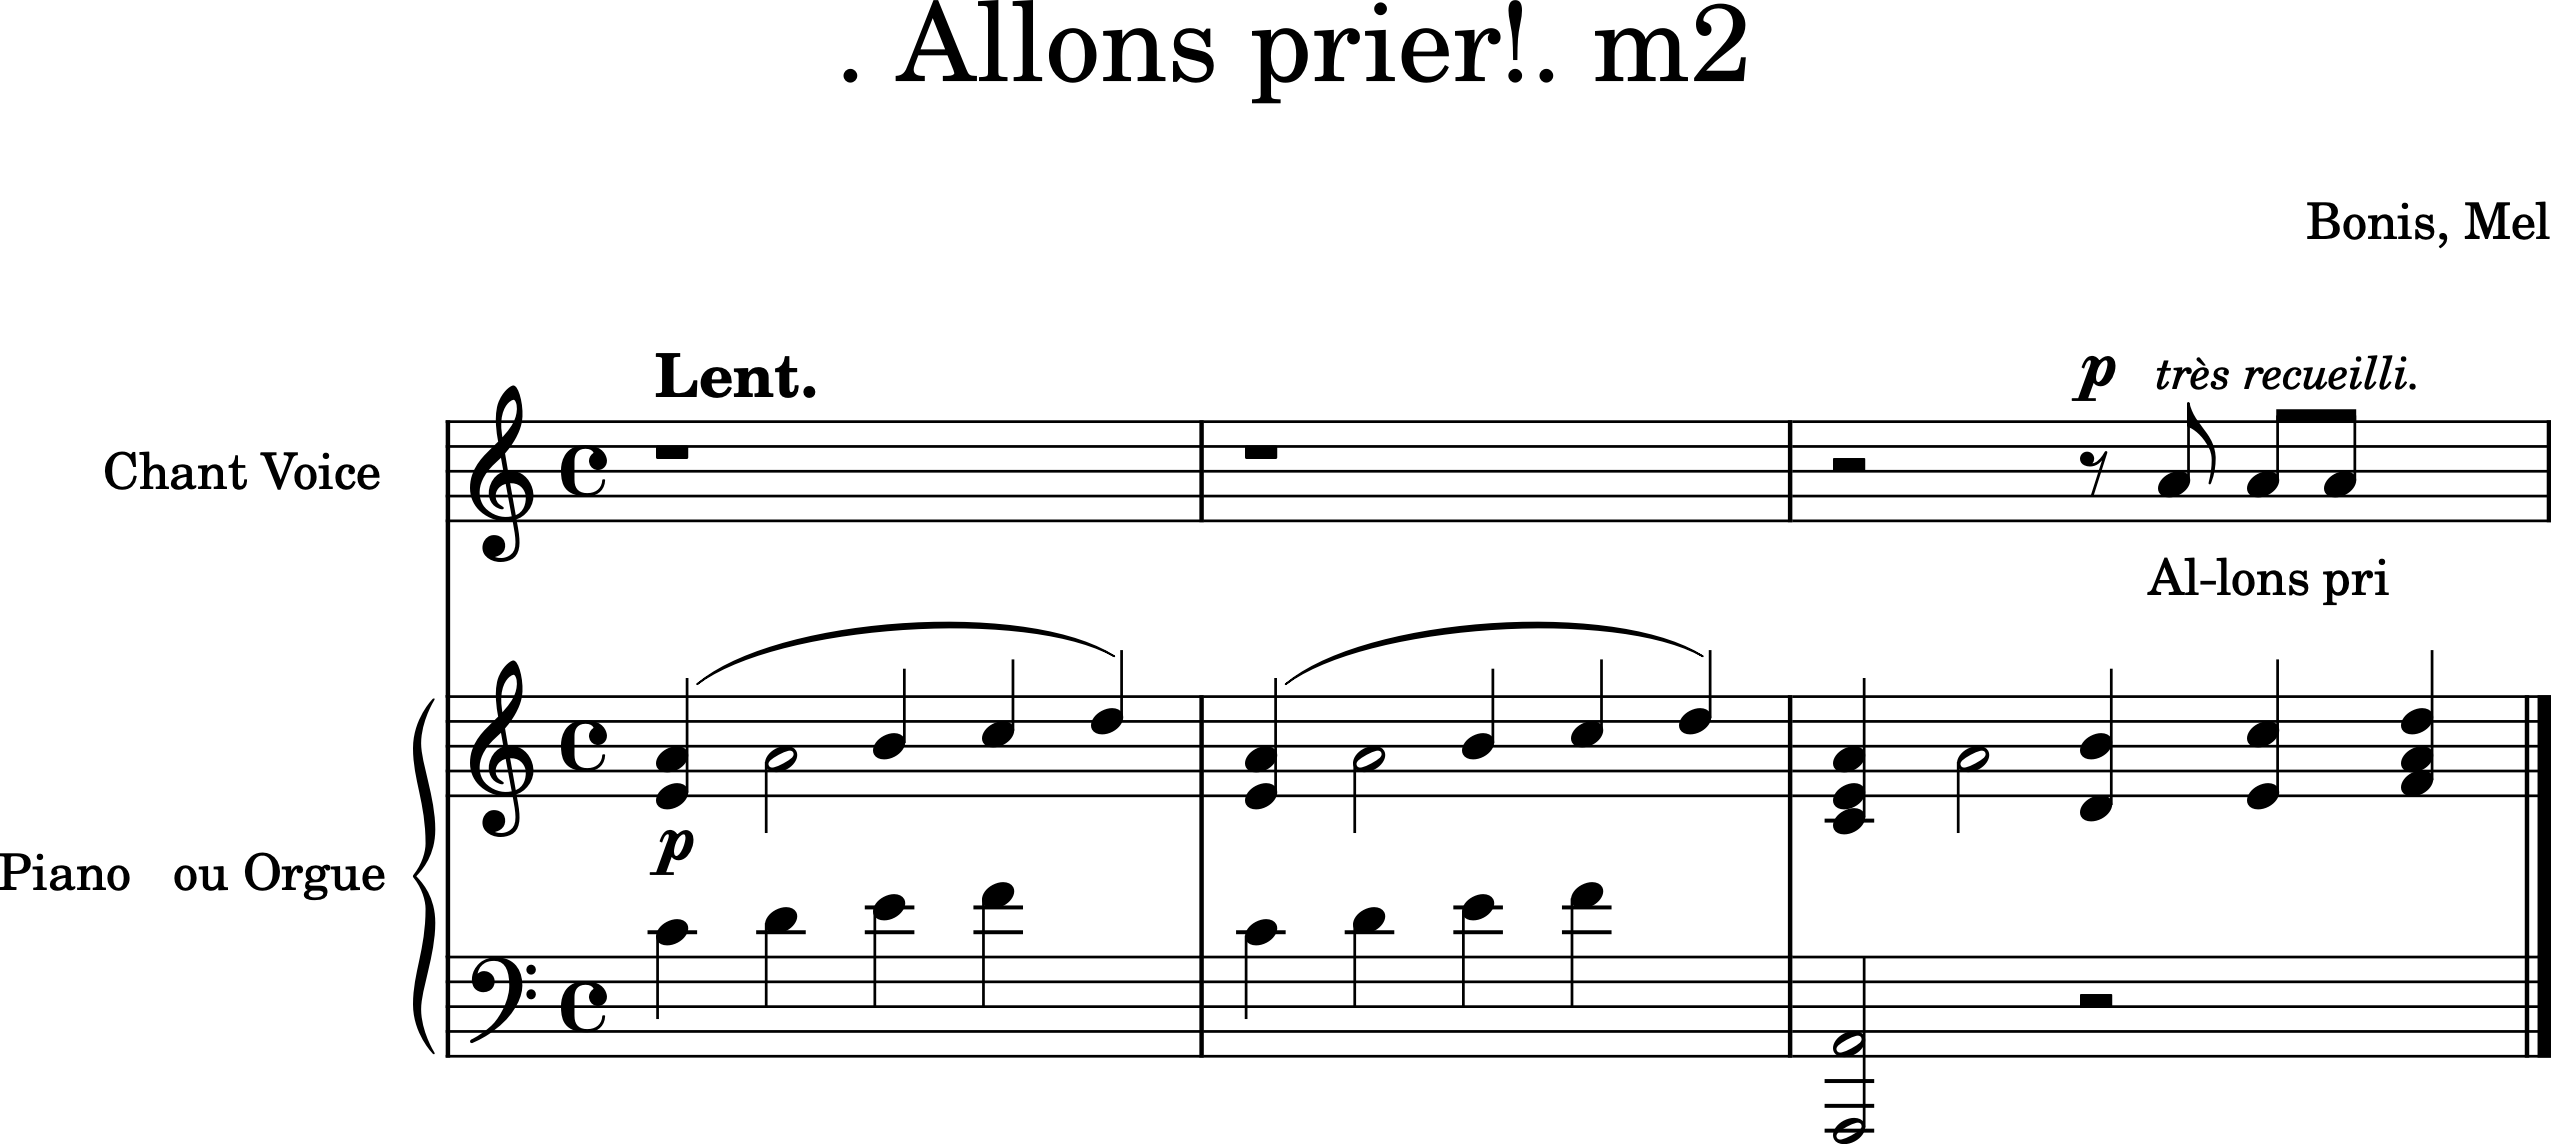 . Allons prier!. m2
Bonis, Mel
Lent.
p très recueilli.
Chant Voice
Al-lons pri
p
Piano ou Orgue